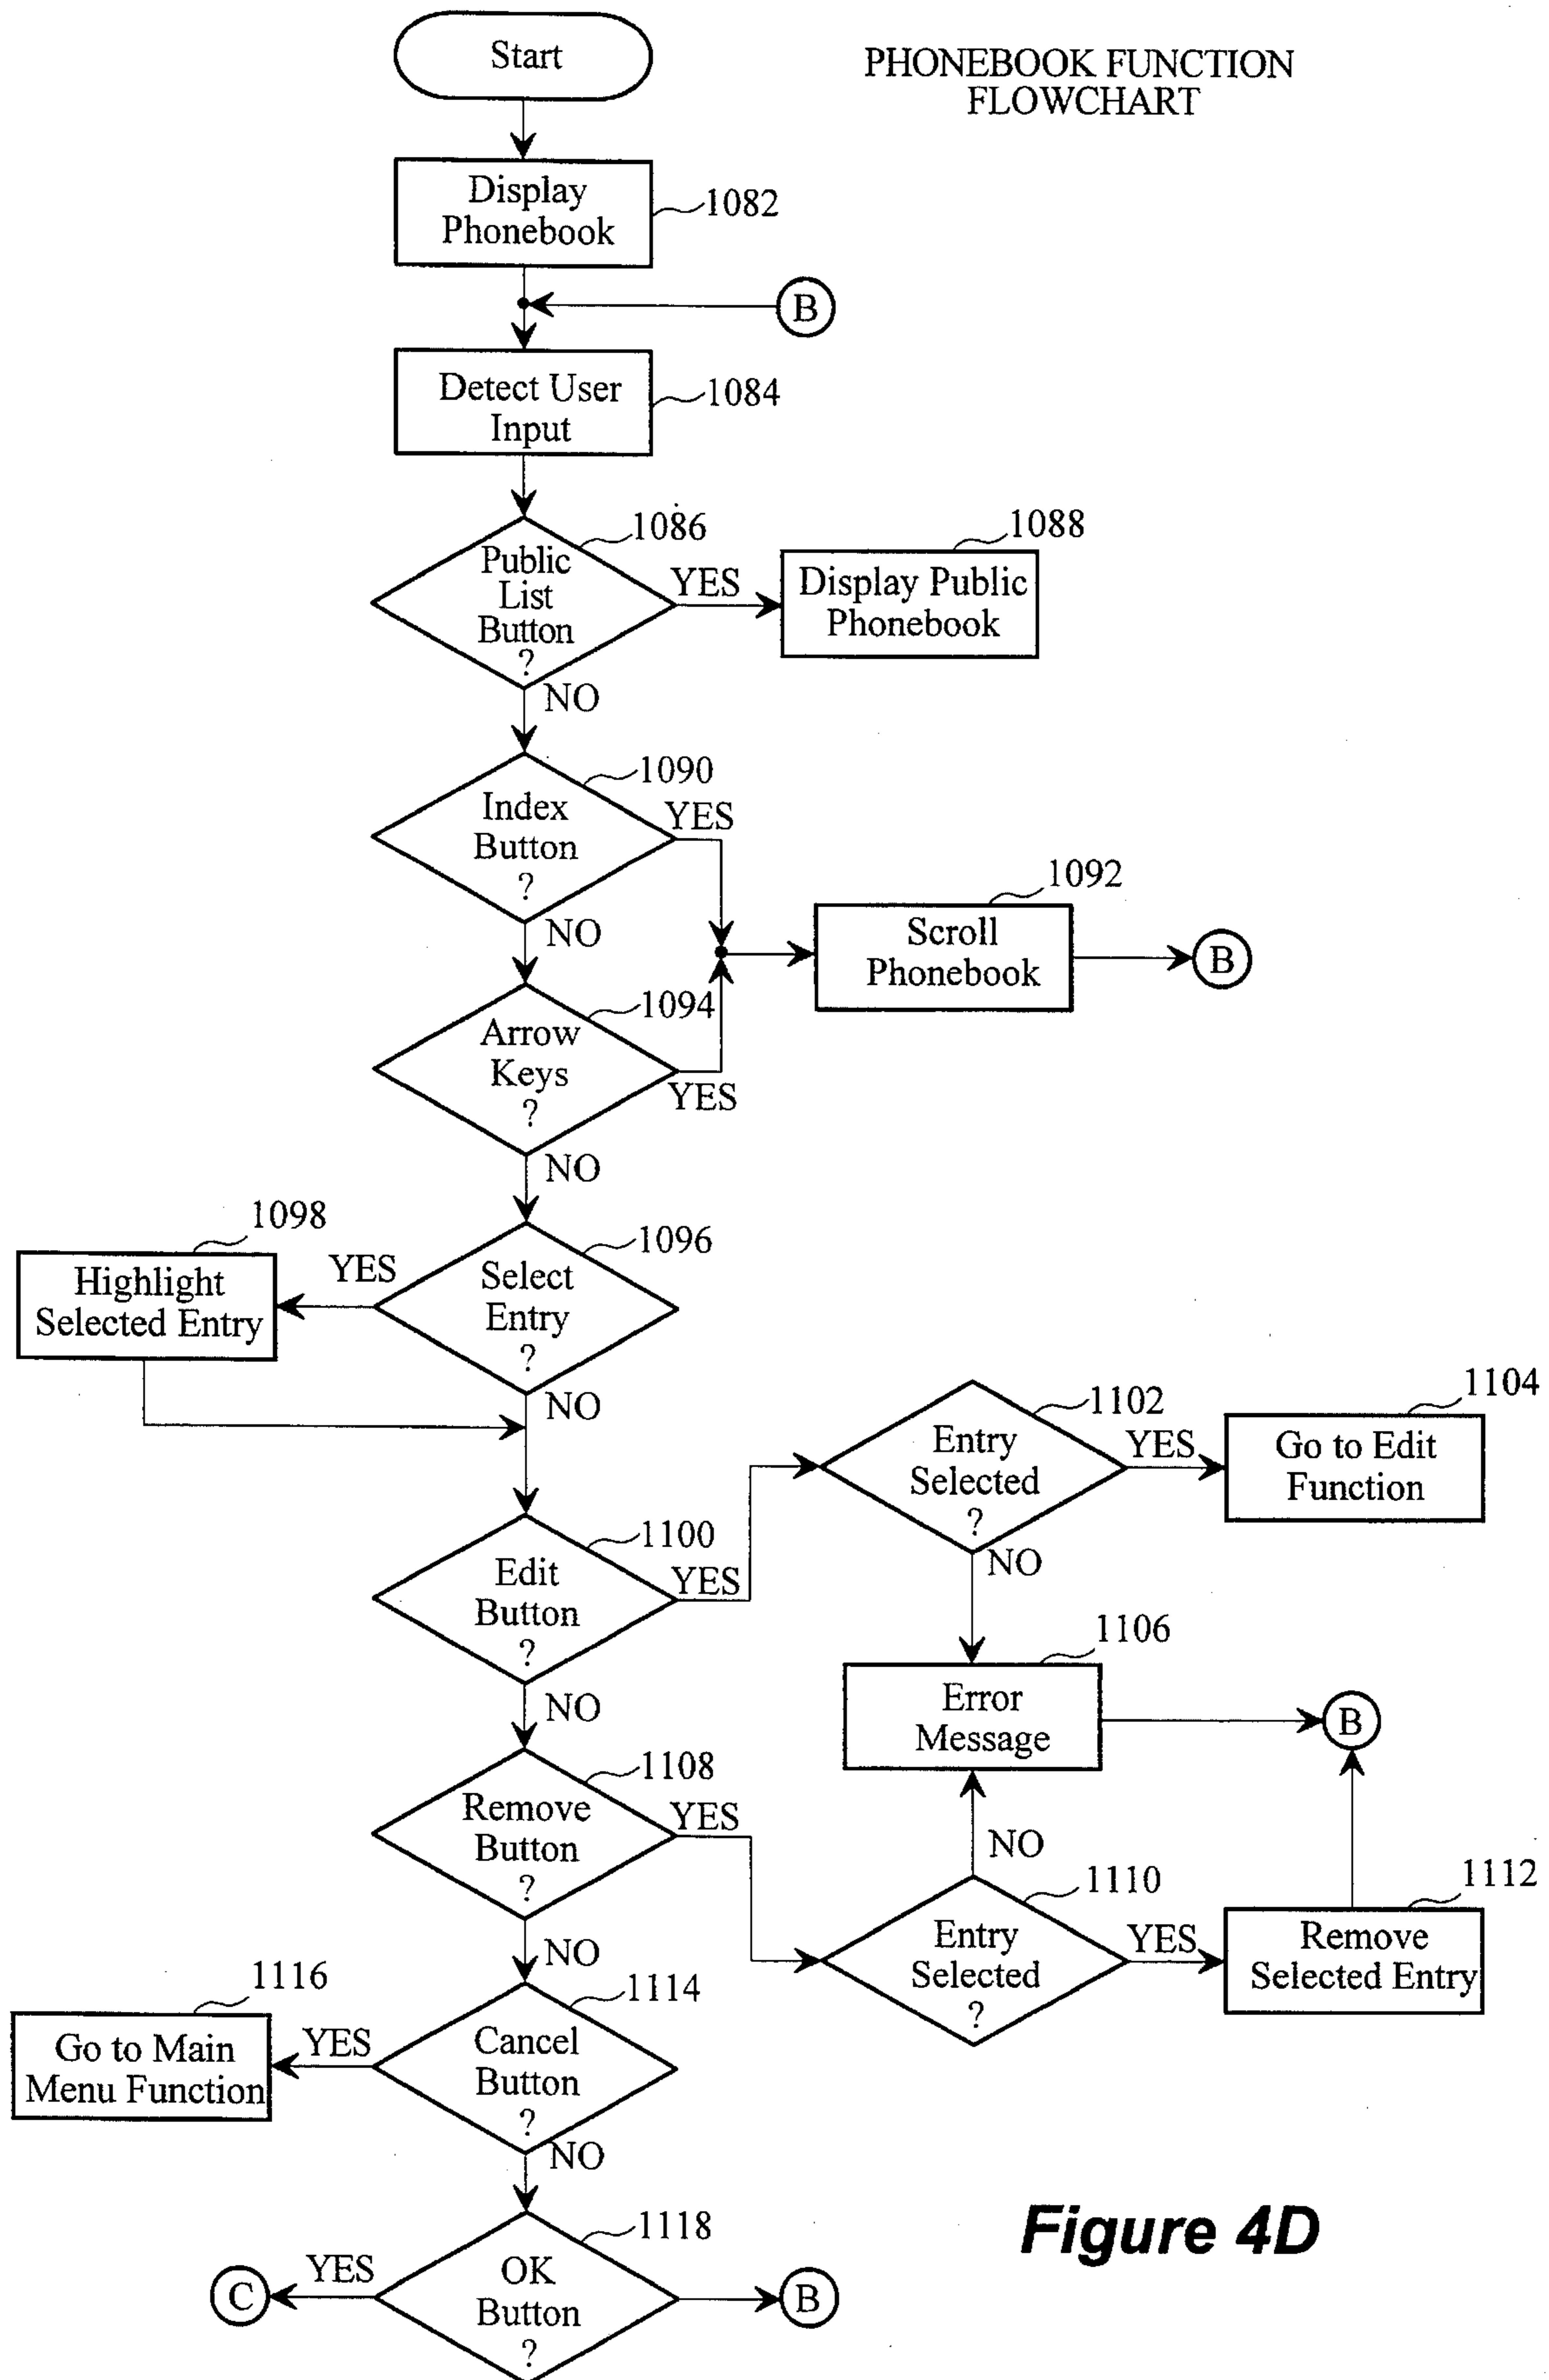 Start
PHONEBOOK FUNCTION
FLOWCHART
Display
Phonebook
1082
B
Detect User
Input
1084
1086
Public
List
Button
?
YES
1088
Display Public
Phonebook
NO
1090
Index
Button
?
YES
1092
Scroll
Phonebook
B
NO
1094
Arrow
Keys
?
YES
NO
1098
Highlight
Selected Entry
YES
1096
Select
Entry
?
NO
1102
Entry
Selected
?
YES
1104
Go to Edit
Function
NO
1100
Edit
Button
?
YES
1106
Error
Message
B
NO
1108
Remove
Button
?
YES
NO
1110
Entry
Selected
?
YES
1112
Remove
Selected Entry
NO
1116
Go to Main
Menu Function
YES
1114
Cancel
Button
?
NO
1118
OK
Button
?
YES
C
B
Figure 4D